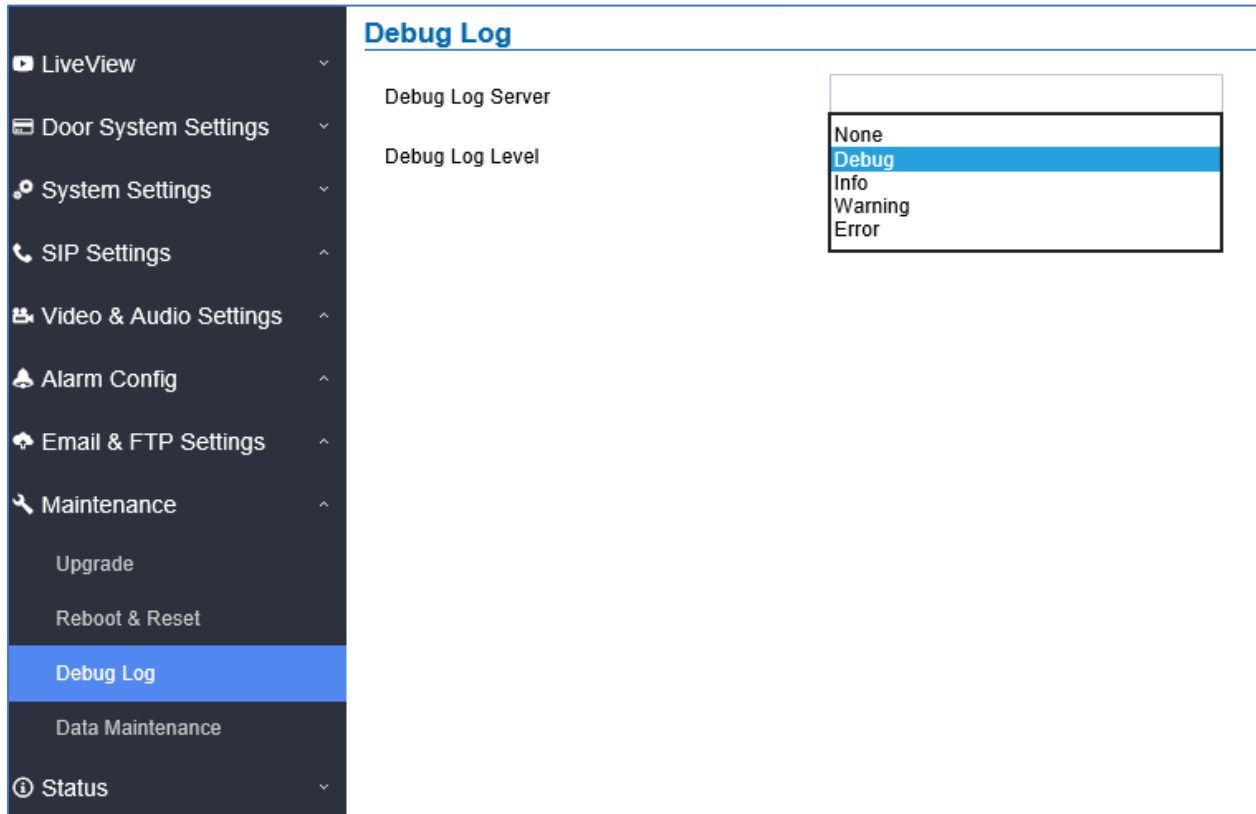 LiveView
Door System Settings
System Settings
SIP Settings
Video & Audio Settings
Alarm Config
Email & FTP Settings
Maintenance
Upgrade
Reboot & Reset
Debug Log
Data Maintenance
Status
Debug Log
Debug Log Server
Debug Log Level
None
Debug
Info
Warning
Error